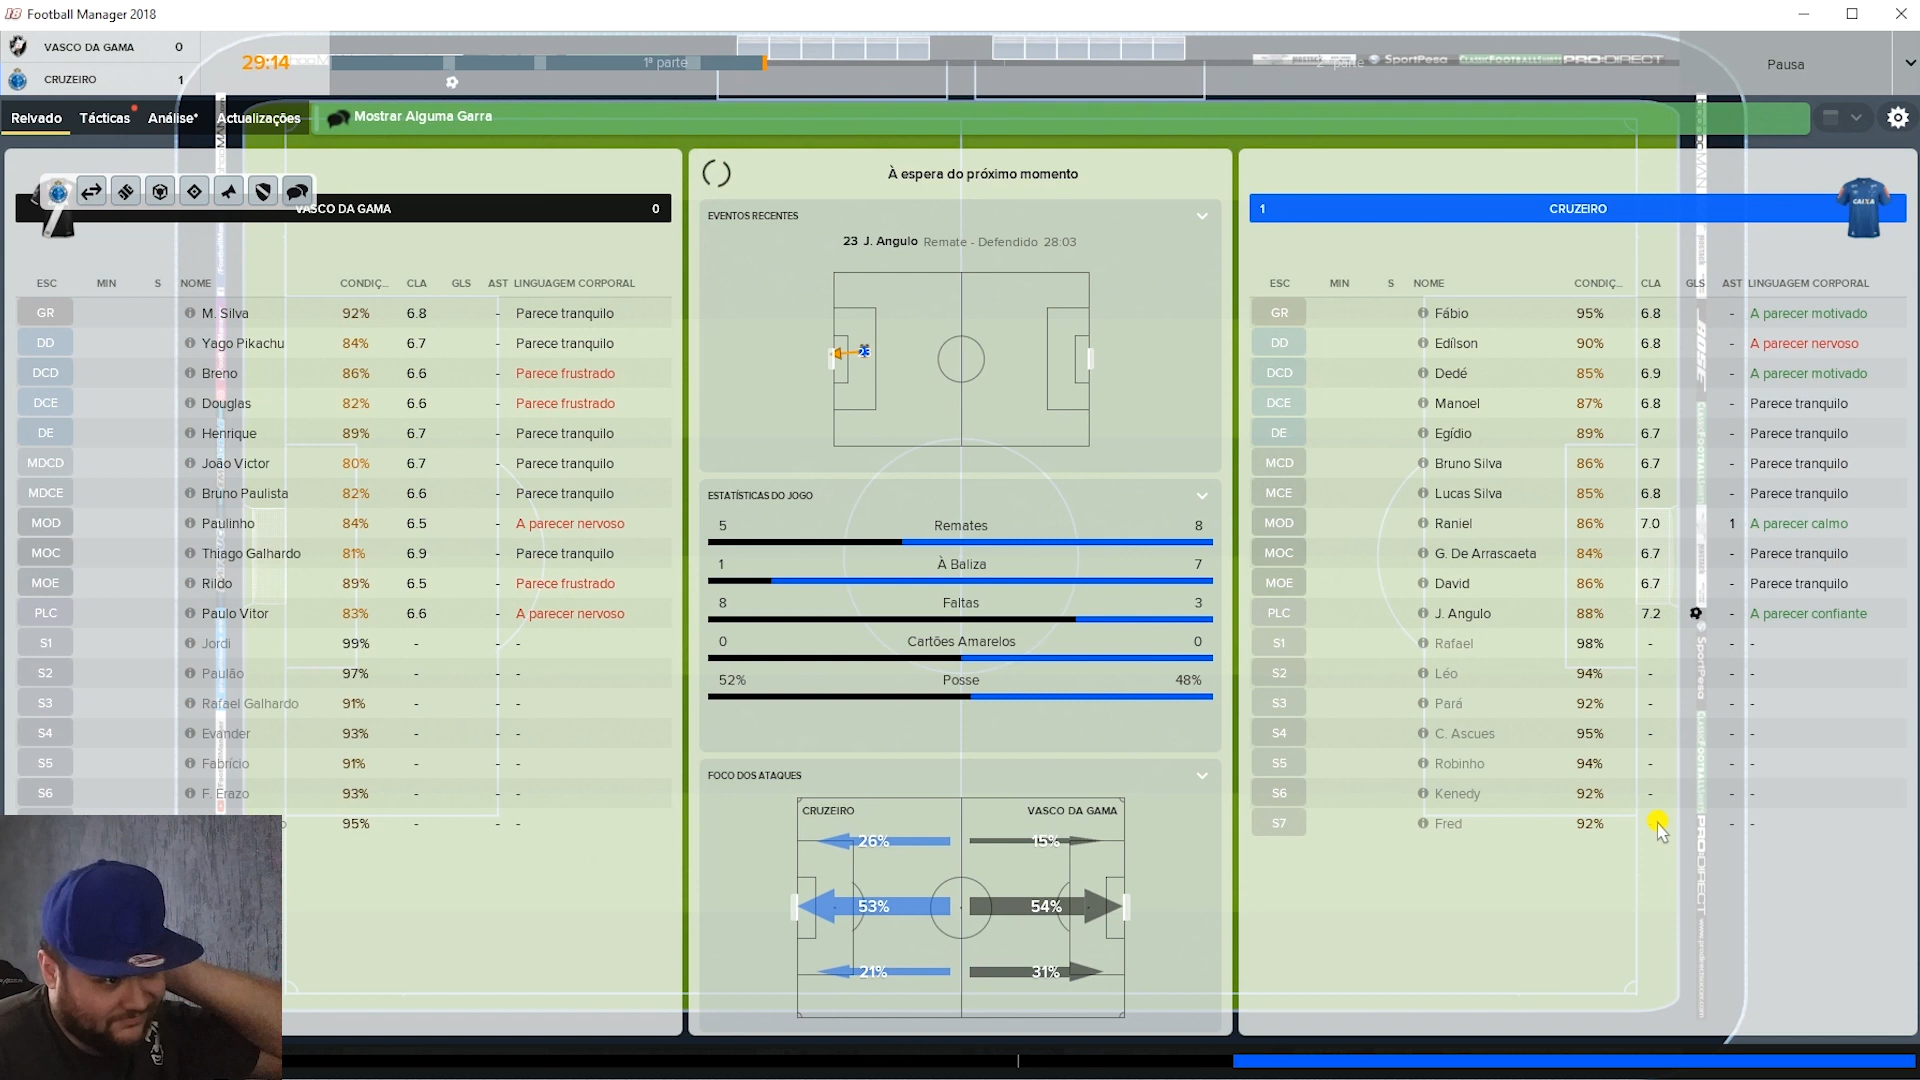 Football Manager 2018
VASCO DA GAMA 0
CRUZEIRO 1
29:14
1ª parte
2ª parte
SportPesa
PRO:DIRECT
Pausa
Relvado Tácticas Análise* Actualizações
Mostrar Alguma Garra
VASCO DA GAMA 0
ESC MIN S NOME CONDIÇ... CLA GLS AST LINGUAGEM CORPORAL
GR M. Silva 92% 6.8 - Parece tranquilo
DD Yago Pikachu 84% 6.7 - Parece tranquilo
DCD Breno 86% 6.6 - Parece frustrado
DCE Douglas 82% 6.6 - Parece frustrado
DE Henrique 89% 6.7 - Parece tranquilo
MDCD João Victor 80% 6.7 - Parece tranquilo
MDCE Bruno Paulista 82% 6.6 - Parece tranquilo
MOD Paulinho 84% 6.5 - A parecer nervoso
MOC Thiago Galhardo 81% 6.9 - Parece tranquilo
MOE Rildo 89% 6.5 - Parece frustrado
PLC Paulo Vitor 83% 6.6 - A parecer nervoso
S1 Jordi 99% - - -
S2 Paulão 97% - - -
S3 Rafael Galhardo 91% - - -
S4 Evander 93% - - -
S5 Fabrício 91% - - -
S6 F. Erazo 93% - - -
95% - - -
À espera do próximo momento
EVENTOS RECENTES
23 J. Angulo Remate - Defendido 28:03
23
ESTATÍSTICAS DO JOGO
5 Remates 8
1 À Baliza 7
8 Faltas 3
0 Cartões Amarelos 0
52% Posse 48%
FOCO DOS ATAQUES
CRUZEIRO VASCO DA GAMA
26% 15%
53% 54%
21% 31%
1 CRUZEIRO
CAIXA
ESC MIN S NOME CONDIÇ... CLA GLS AST LINGUAGEM CORPORAL
GR Fábio 95% 6.8 - A parecer motivado
DD Edílson 90% 6.8 - A parecer nervoso
DCD Dedé 85% 6.9 - A parecer motivado
DCE Manoel 87% 6.8 - Parece tranquilo
DE Egídio 89% 6.7 - Parece tranquilo
MCD Bruno Silva 86% 6.7 - Parece tranquilo
MCE Lucas Silva 85% 6.8 - Parece tranquilo
MOD Raniel 86% 7.0 1 A parecer calmo
MOC G. De Arrascaeta 84% 6.7 - Parece tranquilo
MOE David 86% 6.7 - Parece tranquilo
PLC J. Angulo 88% 7.2 - A parecer confiante
S1 Rafael 98% - - -
S2 Léo 94% - - -
S3 Pará 92% - - -
S4 C. Ascues 95% - - -
S5 Robinho 94% - - -
S6 Kenedy 92% - - -
S7 Fred 92% - -